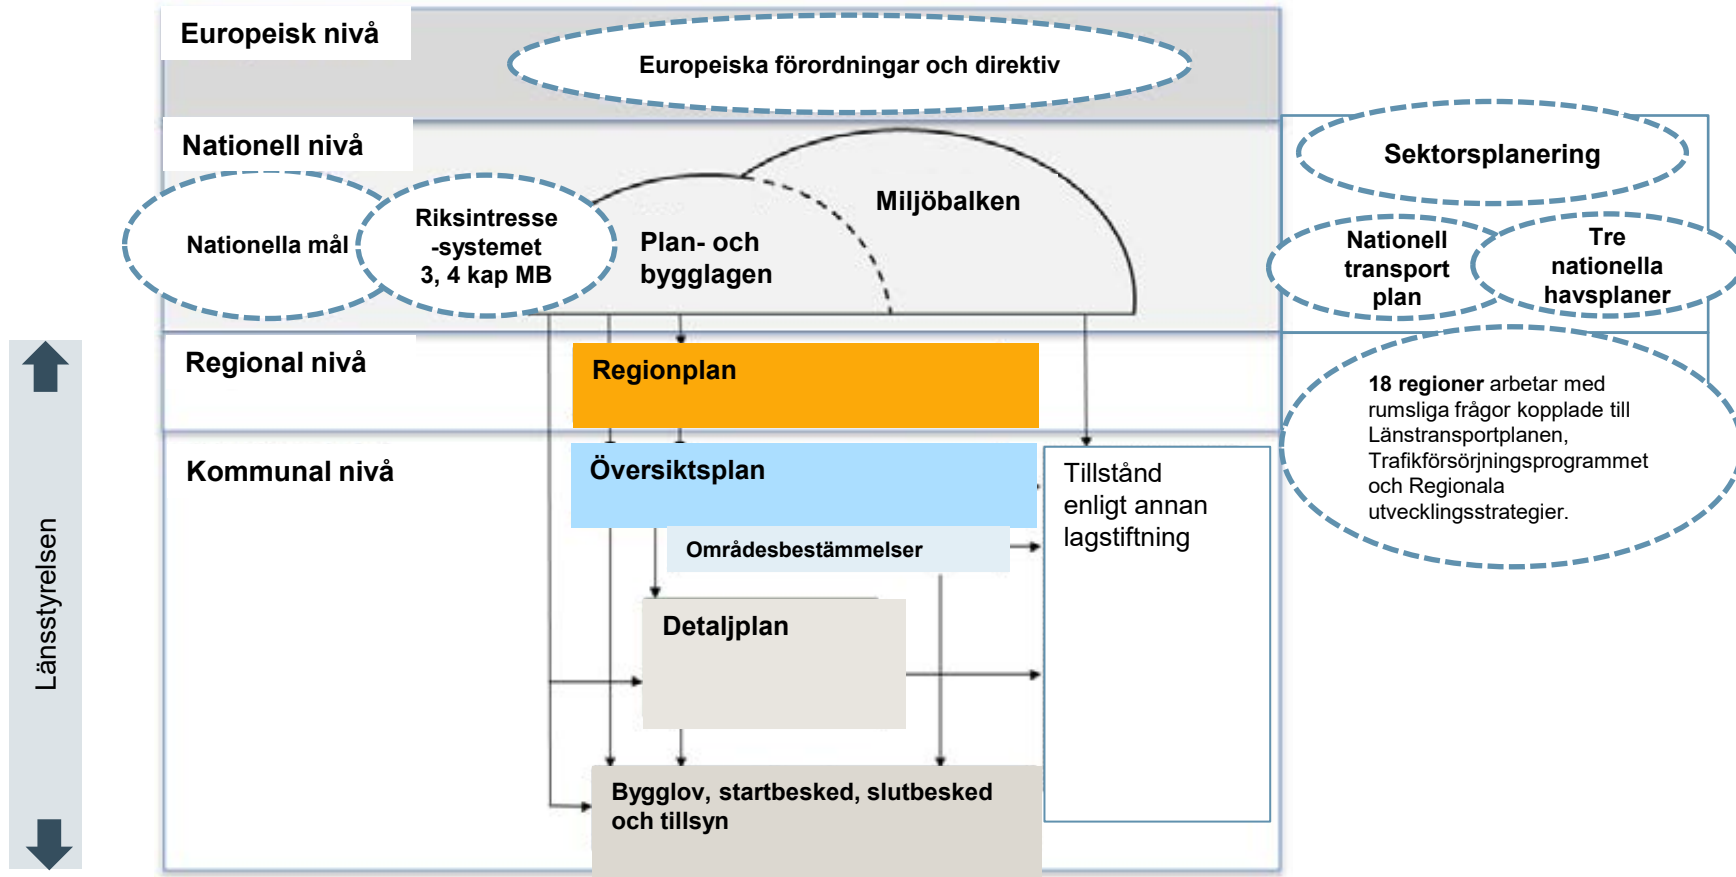 Europeisk nivå
Europeiska förordningar och direktiv
Nationell nivå
Sektorsplanering
Miljöbalken
Nationella mål
Riksintresse
-systemet
3, 4 kap MB
Plan- och
bygglagen
Nationell
transport
plan
Tre
nationella
havsplaner
Regional nivå
Regionplan
18 regioner arbetar med
rumsliga frågor kopplade till
Länstransportplanen,
Trafikförsörjningsprogrammet
och Regionala
utvecklingsstrategier.
Kommunal nivå
Översiktsplan
Tillstånd
enligt annan
lagstiftning
Områdesbestämmelser
Länsstyrelsen
Detaljplan
Bygglov, startbesked, slutbesked
och tillsyn